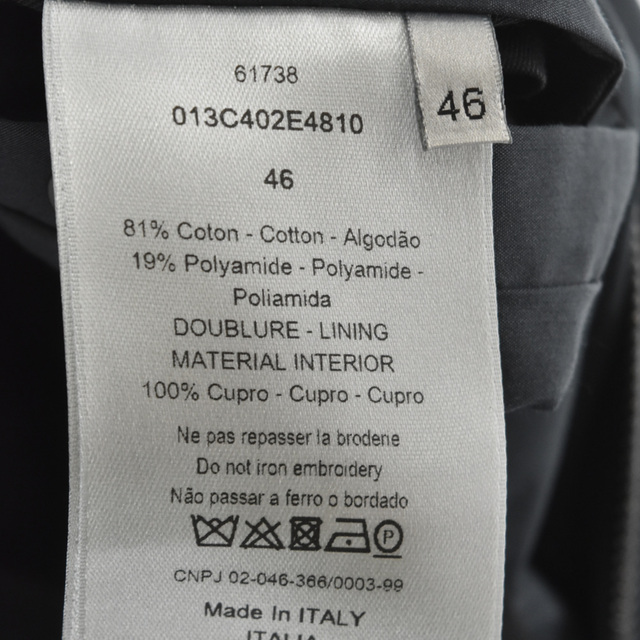 61738
013C402E4810
46
46
81% Coton - Cotton - Algodão
19% Polyamide - Polyamide -
Poliamida
DOUBLURE - LINING
MATERIAL INTERIOR
100% Cupro - Cupro - Cupro
Ne pas repasser la broderie
Do not iron embroidery
Não passar a ferro o bordado
P
CNPJ 02-046-366/0003-99
Made In ITALY
ITALIA